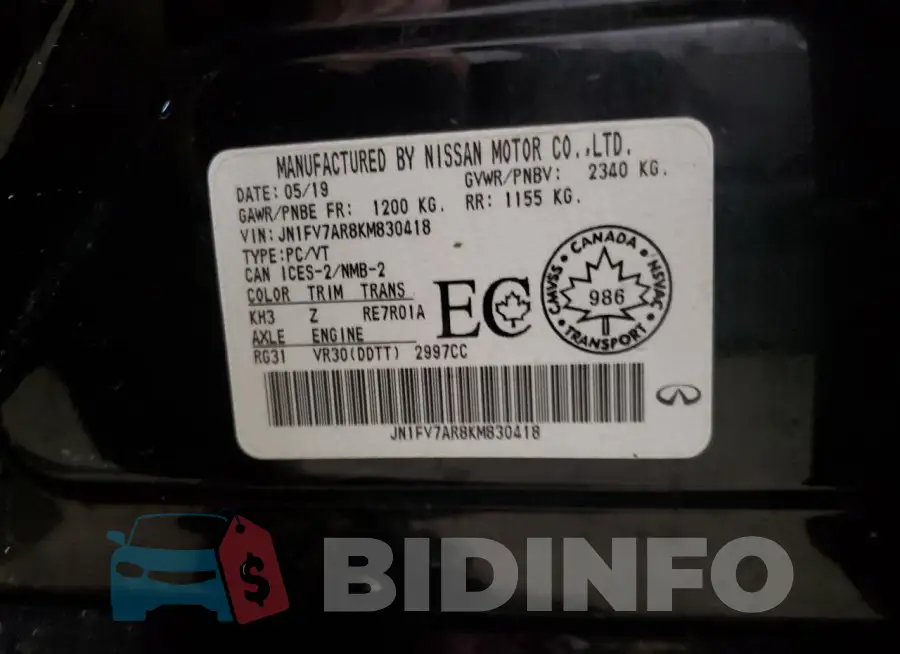 MANUFACTURED BY NISSAN MOTOR CO.,LTD.
DATE: 05/19 GVWR/PNBV: 2340 KG.
GAWR/PNBE FR: 1200 KG. RR: 1155 KG.
VIN: JN1FV7AR8KM830418
TYPE:PC/VT
CAN ICES-2/NMB-2
COLOR TRIM TRANS
KH3 Z RE7R01A
AXLE ENGINE
RG31 VR30(DDTT) 2997CC
EC
CANADA
CMVSS
NSVAC
986
TRANSPORT
JN1FV7AR8KM830418
$
BIDINFO